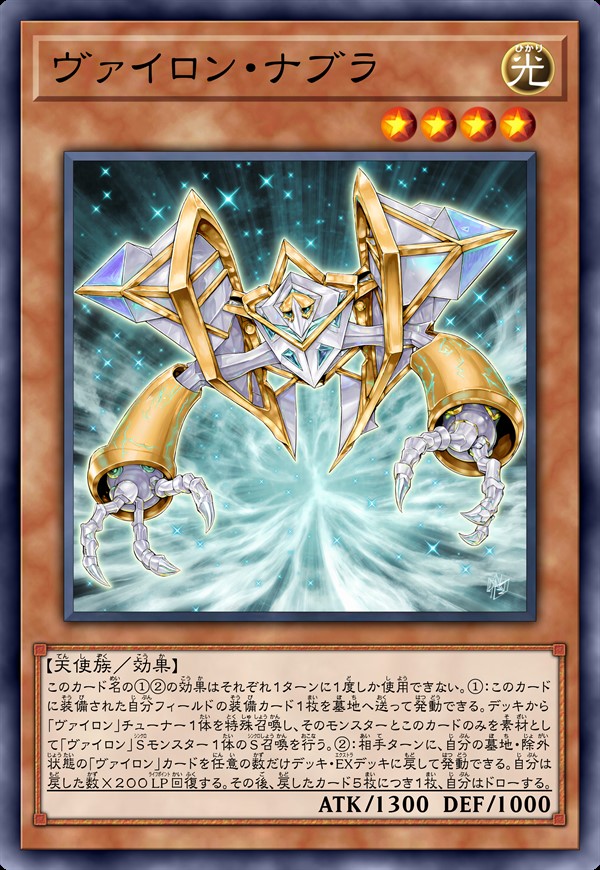 ヴァイロン・ナブラ
光
【天使族／効果】
このカード名の①②の効果はそれぞれ1ターンに1度しか使用できない。①：このカード
に装備された自分フィールドの装備カード1枚を墓地へ送って発動できる。デッキから
「ヴァイロン」チューナー1体を特殊召喚し、そのモンスターとこのカードのみを素材とし
て「ヴァイロン」Sモンスター1体のS召喚を行う。②：相手ターンに、自分の墓地・除外
状態の「ヴァイロン」カードを任意の数だけデッキ・EXデッキに戻して発動できる。自分は
戻した数×200LP回復する。その後、戻したカード5枚につき1枚、自分はドローする。
ATK/1300 DEF/1000